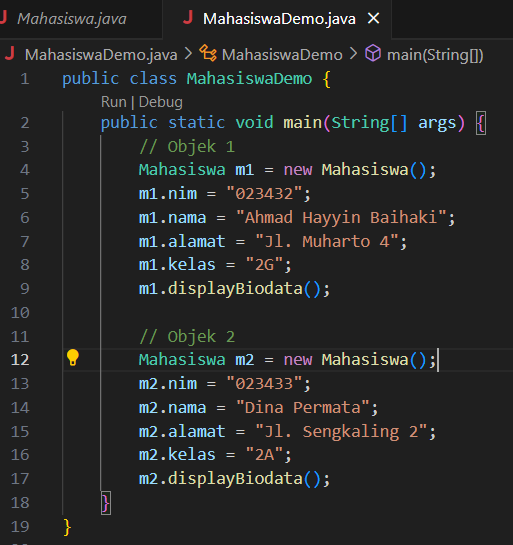 J Mahasiswa.java J MahasiswaDemo.java ×
J MahasiswaDemo.java > MahasiswaDemo > main(String[])
1 public class MahasiswaDemo {
Run | Debug
2 public static void main(String[] args) {
3 // Objek 1
4 Mahasiswa m1 = new Mahasiswa();
5 m1.nim = "023432";
6 m1.nama = "Ahmad Hayyin Baihaki";
7 m1.alamat = "Jl. Muharto 4";
8 m1.kelas = "2G";
9 m1.displayBiodata();
10
11 // Objek 2
12 Mahasiswa m2 = new Mahasiswa();
13 m2.nim = "023433";
14 m2.nama = "Dina Permata";
15 m2.alamat = "Jl. Sengkaling 2";
16 m2.kelas = "2A";
17 m2.displayBiodata();
18 }
19 }